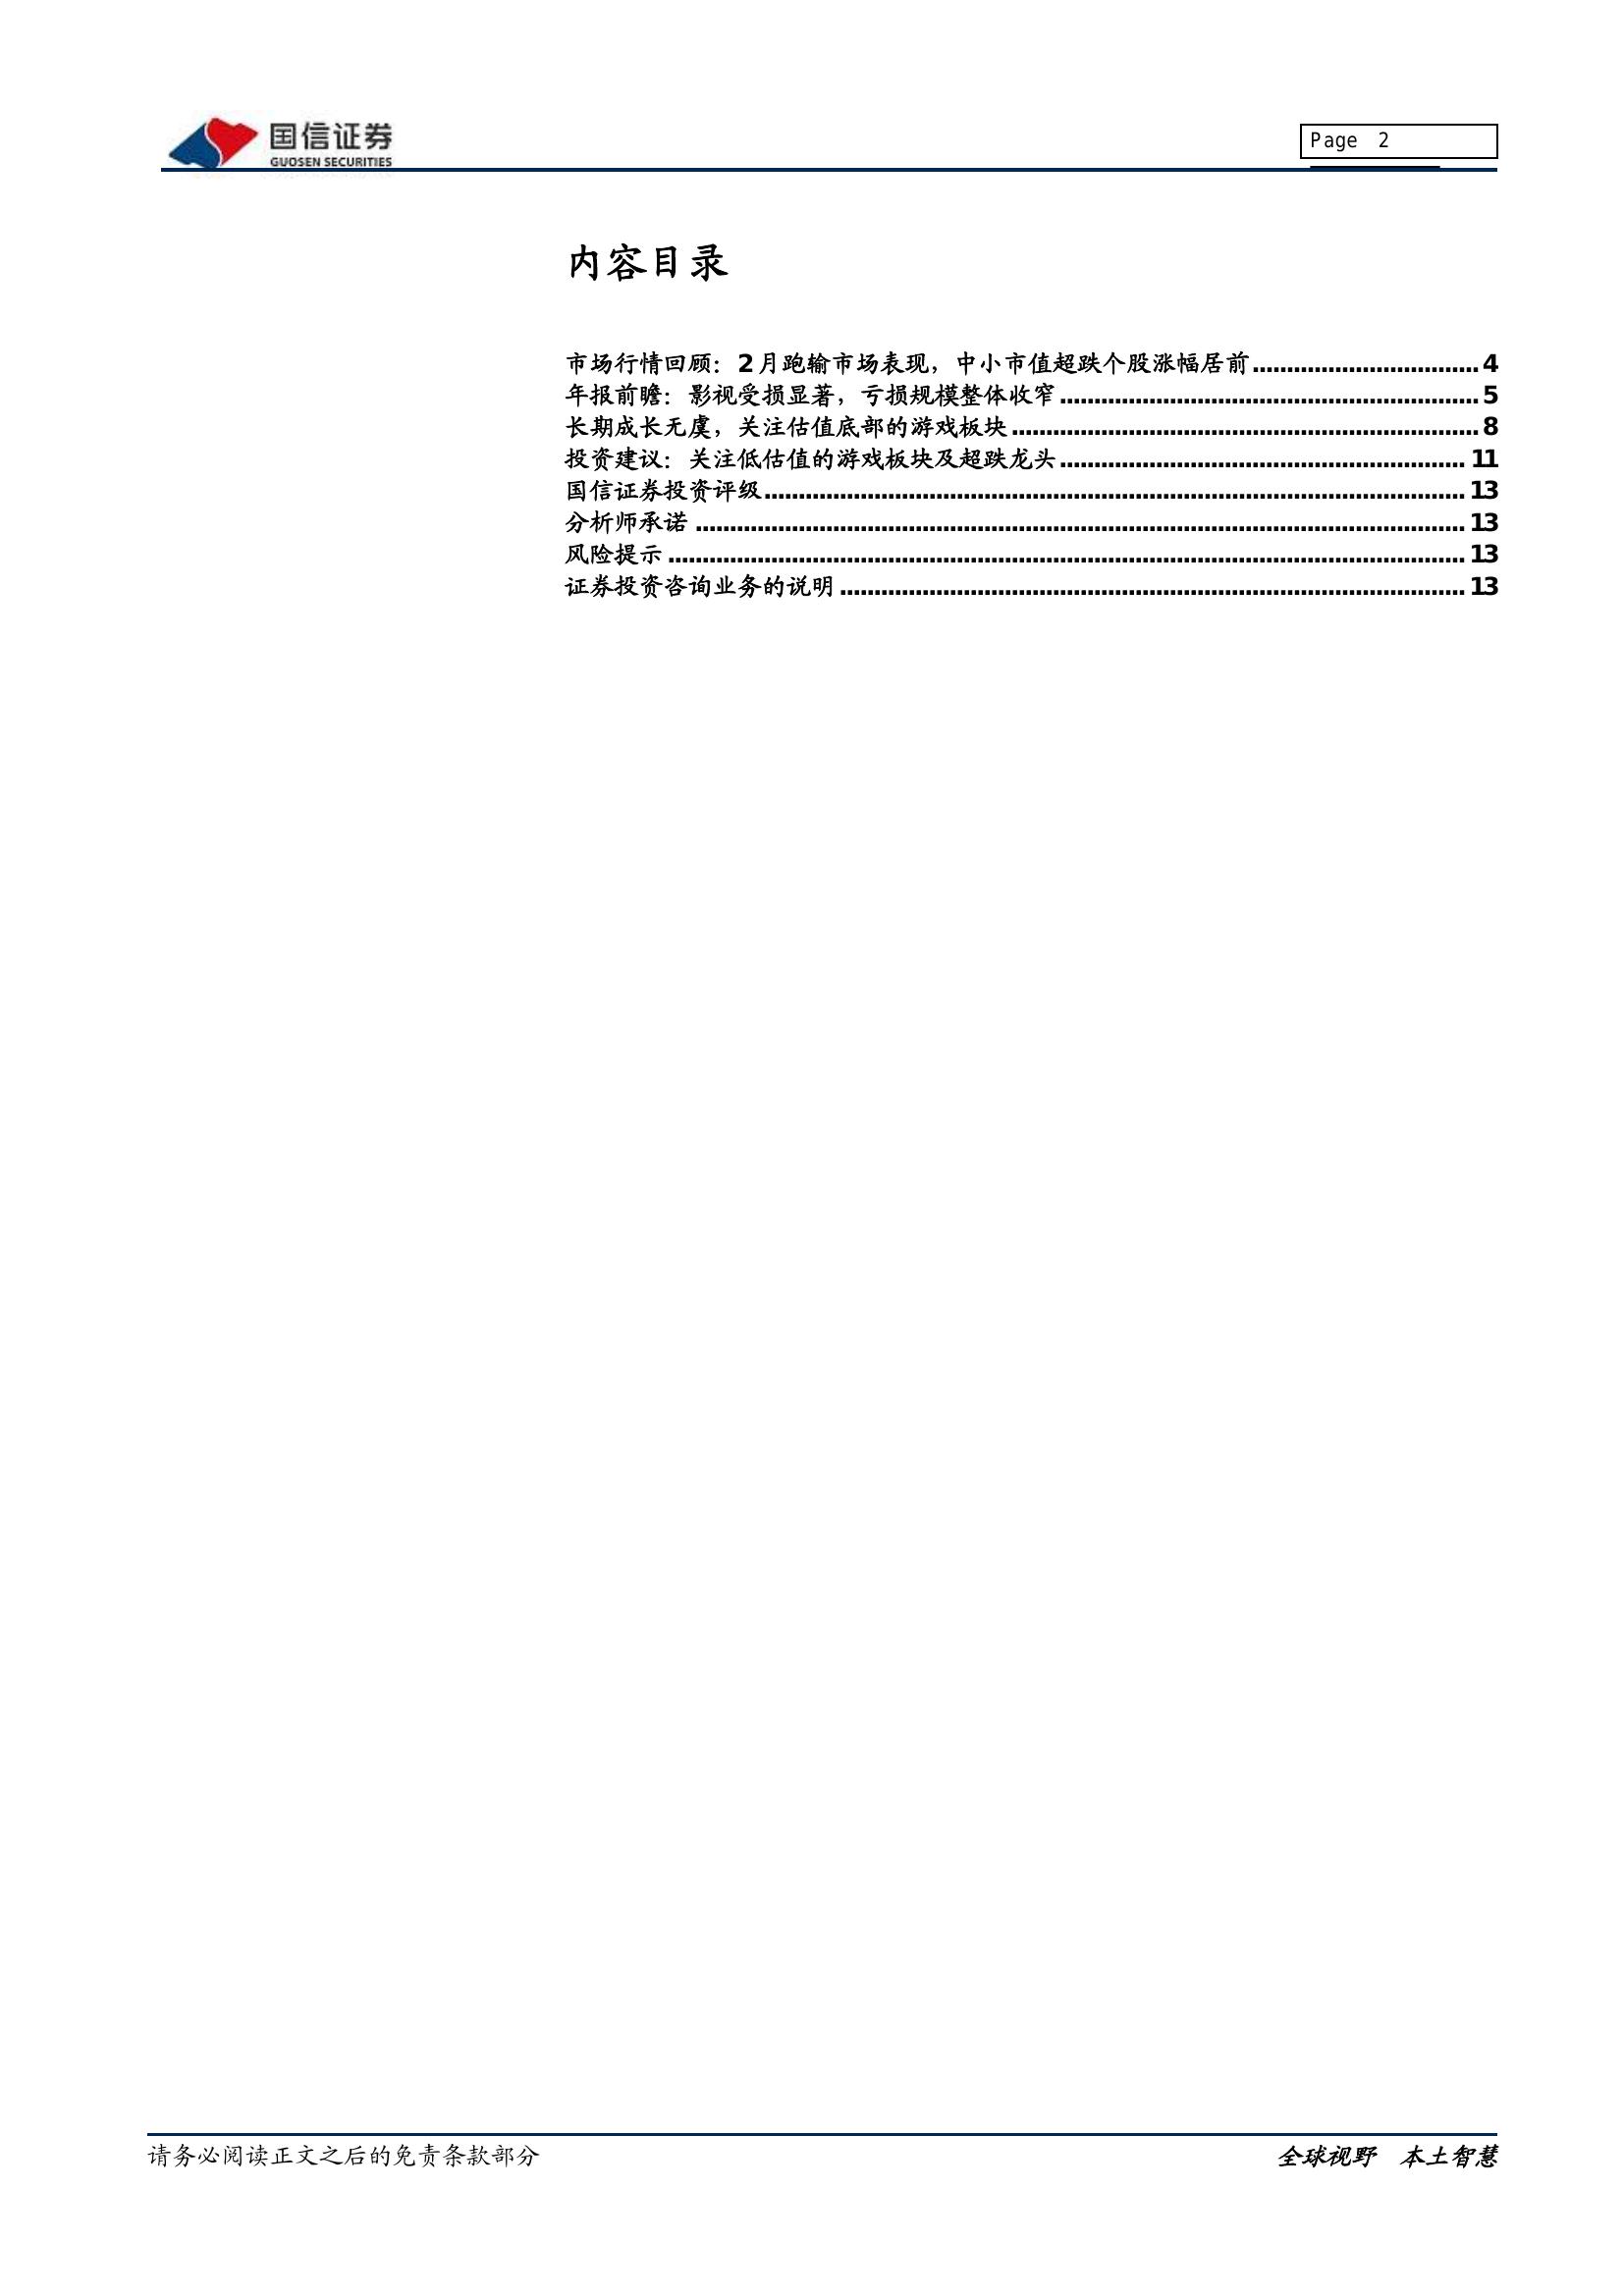 国信证券
GUOSEN SECURITIES
Page 2
内容目录
市场行情回顾：2月跑输市场表现，中小市值超跌个股涨幅居前.................................4
年报前瞻：影视受损显著，亏损规模整体收窄.............................................................5
长期成长无虞，关注估值底部的游戏板块....................................................................8
投资建议：关注低估值的游戏板块及超跌龙头...........................................................11
国信证券投资评级......................................................................................................13
分析师承诺................................................................................................................13
风险提示....................................................................................................................13
证券投资咨询业务的说明...........................................................................................13
请务必阅读正文之后的免责条款部分
全球视野 本土智慧